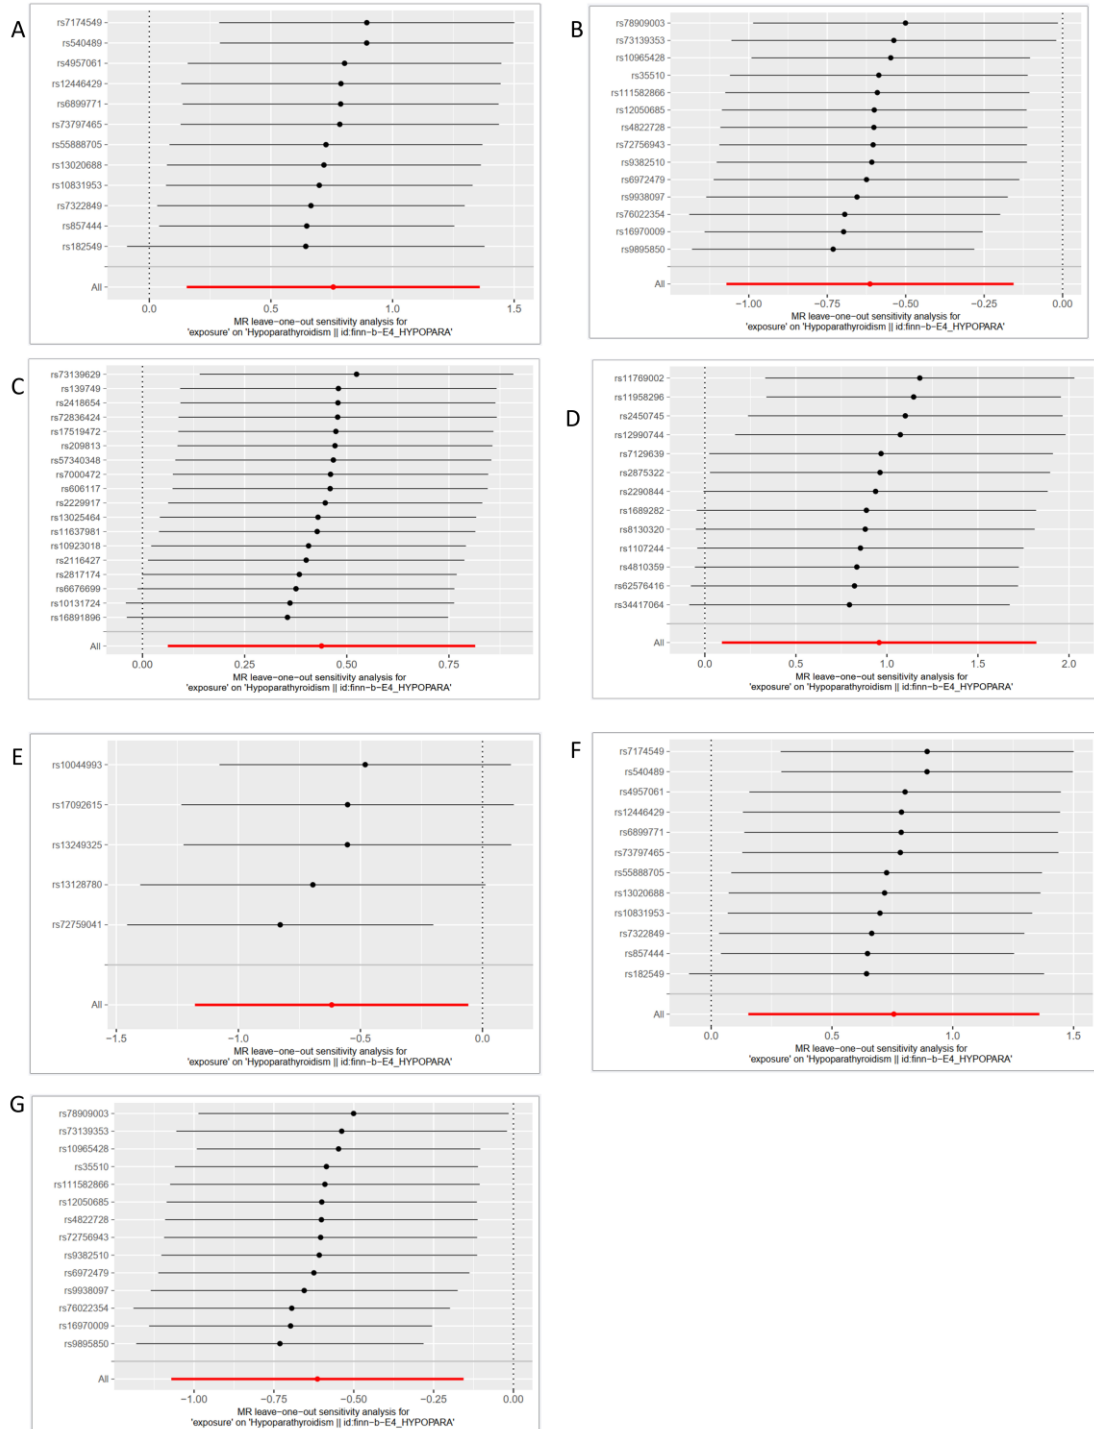 A
rs7174549
rs540489
rs4957061
rs12446429
rs6899771
rs73797465
rs55888705
rs13020688
rs10831953
rs7322849
rs857444
rs182549
All
0.0 0.5 1.0 1.5
MR leave-one-out sensitivity analysis for
'exposure' on 'Hypoparathyroidism || id:finn-b-E4_HYPOPARA'
B
rs78909003
rs73139353
rs10965428
rs35510
rs111582866
rs12050685
rs4822728
rs72756943
rs9382510
rs6972479
rs9938097
rs76022354
rs16970009
rs9895850
All
−1.00 −0.75 −0.50 −0.25 0.00
MR leave-one-out sensitivity analysis for
'exposure' on 'Hypoparathyroidism || id:finn-b-E4_HYPOPARA'
C
rs73139629
rs139749
rs2418654
rs72836424
rs17519472
rs209813
rs57340348
rs7000472
rs606117
rs2229917
rs13025464
rs11637981
rs10923018
rs2116427
rs2817174
rs6676699
rs10131724
rs16891896
All
0.00 0.25 0.50 0.75
MR leave-one-out sensitivity analysis for
'exposure' on 'Hypoparathyroidism || id:finn-b-E4_HYPOPARA'
D
rs11769002
rs11958296
rs2450745
rs12990744
rs7129639
rs2875322
rs2290844
rs1689282
rs8130320
rs1107244
rs4810359
rs62576416
rs34417064
All
0.0 0.5 1.0 1.5 2.0
MR leave-one-out sensitivity analysis for
'exposure' on 'Hypoparathyroidism || id:finn-b-E4_HYPOPARA'
E
rs10044993
rs17092615
rs13249325
rs13128780
rs72759041
All
−1.5 −1.0 −0.5 0.0
MR leave-one-out sensitivity analysis for
'exposure' on 'Hypoparathyroidism || id:finn-b-E4_HYPOPARA'
F
rs7174549
rs540489
rs4957061
rs12446429
rs6899771
rs73797465
rs55888705
rs13020688
rs10831953
rs7322849
rs857444
rs182549
All
0.0 0.5 1.0 1.5
MR leave-one-out sensitivity analysis for
'exposure' on 'Hypoparathyroidism || id:finn-b-E4_HYPOPARA'
G
rs78909003
rs73139353
rs10965428
rs35510
rs111582866
rs12050685
rs4822728
rs72756943
rs9382510
rs6972479
rs9938097
rs76022354
rs16970009
rs9895850
All
−1.00 −0.75 −0.50 −0.25 0.00
MR leave-one-out sensitivity analysis for
'exposure' on 'Hypoparathyroidism || id:finn-b-E4_HYPOPARA'